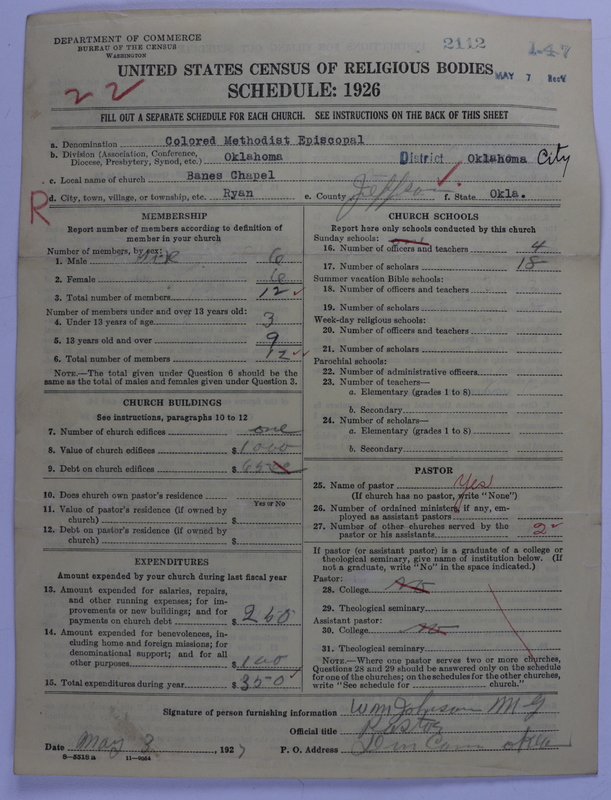 DEPARTMENT OF COMMERCE
BUREAU OF THE CENSUS
WASHINGTON
2112
1-4-7
MAY 7 Rec'd
UNITED STATES CENSUS OF RELIGIOUS BODIES
22
SCHEDULE: 1926
FILL OUT A SEPARATE SCHEDULE FOR EACH CHURCH. SEE INSTRUCTIONS ON THE BACK OF THIS SHEET
a. Denomination Colored Methodist Episcopal
b. Division (Association, Conference, Diocese, Presbytery, Synod, etc.) Oklahoma District Oklahoma City
c. Local name of church Banes Chapel
R
d. City, town, village, or township, etc. Ryan e. County f. State Okla.
MEMBERSHIP
Report number of members according to definition of
member in your church
Number of members, by sex:
1. Male 6
2. Female 6
3. Total number of members 12
Number of members under and over 13 years old:
4. Under 13 years of age 3
5. 13 years old and over 9
6. Total number of members 12
NOTE.—The total given under Question 6 should be
same as the total of males and females given under Question 3.
CHURCH BUILDINGS
See instructions, paragraphs 10 to 12
7. Number of church edifices one
8. Value of church edifices $ 1000
9. Debt on church edifices $
10. Does church own pastor's residence
Yes or No
11. Value of pastor's residence (if owned by
church) $
12. Debt on pastor's residence (if owned by
church) $
EXPENDITURES
Amount expended by your church during last fiscal year
13. Amount expended for salaries, repairs,
and other running expenses; for im-
provements or new buildings; and for
payments on church debt $ 250
14. Amount expended for benevolences, in-
cluding home and foreign missions; for
denominational support; and for all
other purposes $ 100
15. Total expenditures during year $ 350
CHURCH SCHOOLS
Report here only schools conducted by this church
Sunday schools:
16. Number of officers and teachers 4
17. Number of scholars 18
Summer vacation Bible schools:
18. Number of officers and teachers
19. Number of scholars
Week-day religious schools:
20. Number of officers and teachers
21. Number of scholars
Parochial schools:
22. Number of administrative officers
23. Number of teachers—
a. Elementary (grades 1 to 8)
b. Secondary
24. Number of scholars—
a. Elementary (grades 1 to 8)
b. Secondary
PASTOR
25. Name of pastor Yes
(If church has no pastor, write "None")
26. Number of ordained ministers, if any, em-
ployed as assistant pastors
27. Number of other churches served by the
pastor or his assistants 2
If pastor (or assistant pastor) is a graduate of a college or
theological seminary, give name of institution below. (If
not a graduate, write "No" in the space indicated.)
Pastor:
28. College No
29. Theological seminary
Assistant pastor:
30. College No
31. Theological seminary
NOTE.—Where one pastor serves two or more churches,
Questions 28 and 29 should be answered only on the schedule
for one of the churches; on the schedules for the other churches,
write "See schedule for church."
Signature of person furnishing information Wm Johnson M G
Official title Pastor
Date May 3, 1927 P. O. Address Okla
8-5518a 11-9064